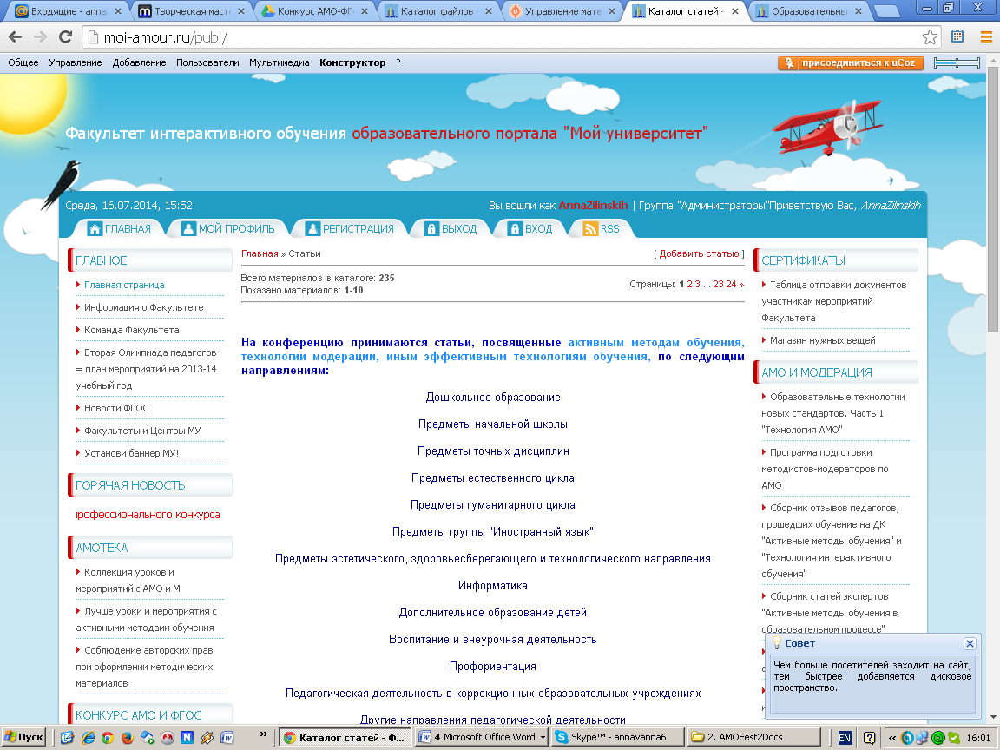 Входящие - anna
Творческая маст
Конкурс АМО-ФГ
Каталог файлов -
Управление мате
Каталог статей -
Образовательны
moi-amour.ru/publ/
Общее Управление Добавление Пользователи Мультимедиа Конструктор ?
присоединиться к uCoz
Факультет интерактивного обучения образовательного портала "Мой университет"
Среда, 16.07.2014, 15:52
Вы вошли как AnnaZilinskih | Группа "Администраторы"Приветствую Вас, AnnaZilinskih
ГЛАВНАЯ МОЙ ПРОФИЛЬ РЕГИСТРАЦИЯ ВЫХОД ВХОД RSS
ГЛАВНОЕ
Главная страница
Информация о Факультете
Команда Факультета
Вторая Олимпиада педагогов
= план мероприятий на 2013-14
учебный год
Новости ФГОС
Факультеты и Центры МУ
Установи баннер МУ!
ГОРЯЧАЯ НОВОСТЬ
рофессионального конкурса
АМОТЕКА
Коллекция уроков и
мероприятий с АМО и М
Лучше уроки и мероприятия с
активными методами обучения
Соблюдение авторских прав
при оформлении методических
материалов
КОНКУРС АМО И ФГОС
Главная » Статьи
[ Добавить статью ]
Всего материалов в каталоге: 235
Показано материалов: 1-10
Страницы: 1 2 3 ... 23 24 »
На конференцию принимаются статьи, посвященные активным методам обучения,
технологии модерации, иным эффективным технологиям обучения, по следующим
направлениям:
Дошкольное образование
Предметы начальной школы
Предметы точных дисциплин
Предметы естественного цикла
Предметы гуманитарного цикла
Предметы группы "Иностранный язык"
Предметы эстетического, здоровьесберегающего и технологического направления
Информатика
Дополнительное образование детей
Воспитание и внеурочная деятельность
Профориентация
Педагогическая деятельность в коррекционных образовательных учреждениях
Другие направления педагогической деятельности
СЕРТИФИКАТЫ
Таблица отправки документов
участникам мероприятий
Факультета
Магазин нужных вещей
АМО И МОДЕРАЦИЯ
Образовательные технологии
новых стандартов. Часть 1
"Технология АМО"
Программа подготовки
методистов-модераторов по
АМО
Сборник отзывов педагогов,
прошедших обучение на ДК
"Активные методы обучения" и
"Технология интерактивного
обучения"
Сборник статей экспертов
"Активные методы обучения в
образовательном процессе"
Совет
Чем больше посетителей заходит на сайт,
тем быстрее добавляется дисковое
пространство.
Пуск
Каталог статей - Ф...
4 Microsoft Office Word
Skype™ - annavanna6
2. AMOFest2Docs
EN
16:01